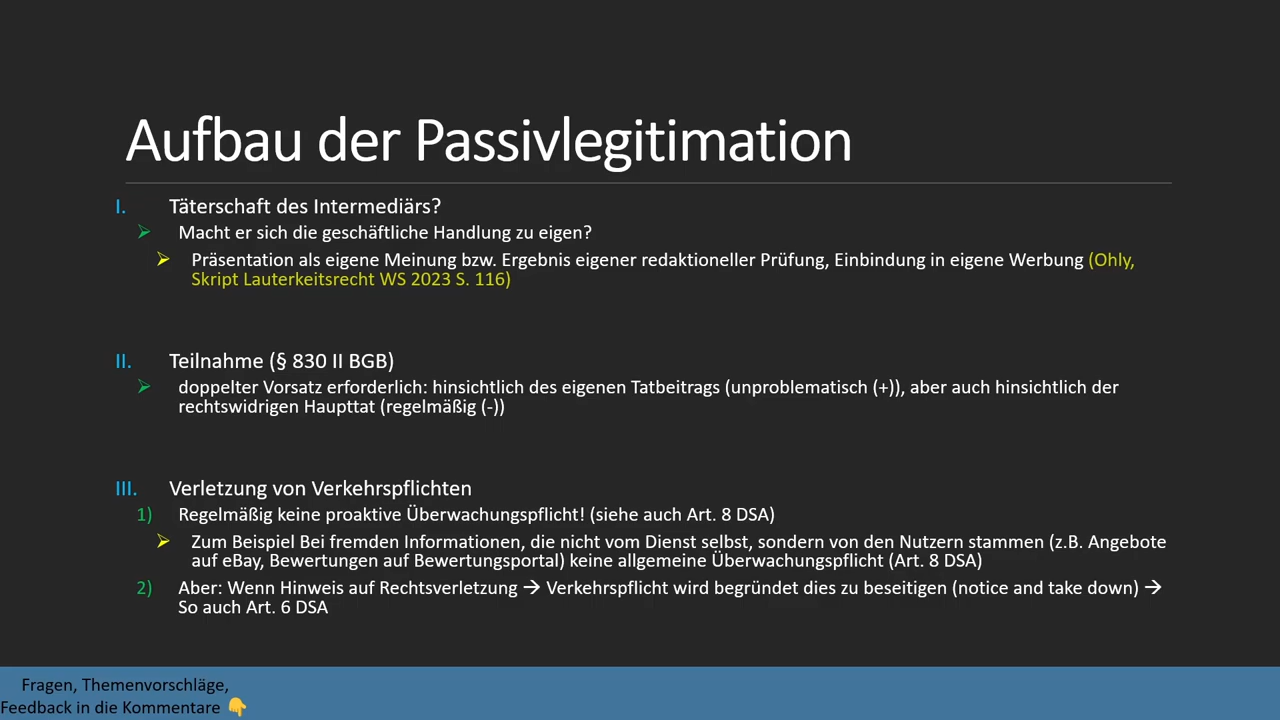 Aufbau der Passivlegitimation
I. Täterschaft des Intermediärs?
Macht er sich die geschäftliche Handlung zu eigen?
Präsentation als eigene Meinung bzw. Ergebnis eigener redaktioneller Prüfung, Einbindung in eigene Werbung (Ohly,
Skript Lauterkeitsrecht WS 2023 S. 116)
II. Teilnahme (§ 830 II BGB)
doppelter Vorsatz erforderlich: hinsichtlich des eigenen Tatbeitrags (unproblematisch (+)), aber auch hinsichtlich der
rechtswidrigen Haupttat (regelmäßig (-))
III. Verletzung von Verkehrspflichten
1) Regelmäßig keine proaktive Überwachungspflicht! (siehe auch Art. 8 DSA)
Zum Beispiel Bei fremden Informationen, die nicht vom Dienst selbst, sondern von den Nutzern stammen (z.B. Angebote
auf eBay, Bewertungen auf Bewertungsportal) keine allgemeine Überwachungspflicht (Art. 8 DSA)
2) Aber: Wenn Hinweis auf Rechtsverletzung → Verkehrspflicht wird begründet dies zu beseitigen (notice and take down) →
So auch Art. 6 DSA
Fragen, Themenvorschläge,
Feedback in die Kommentare 👇